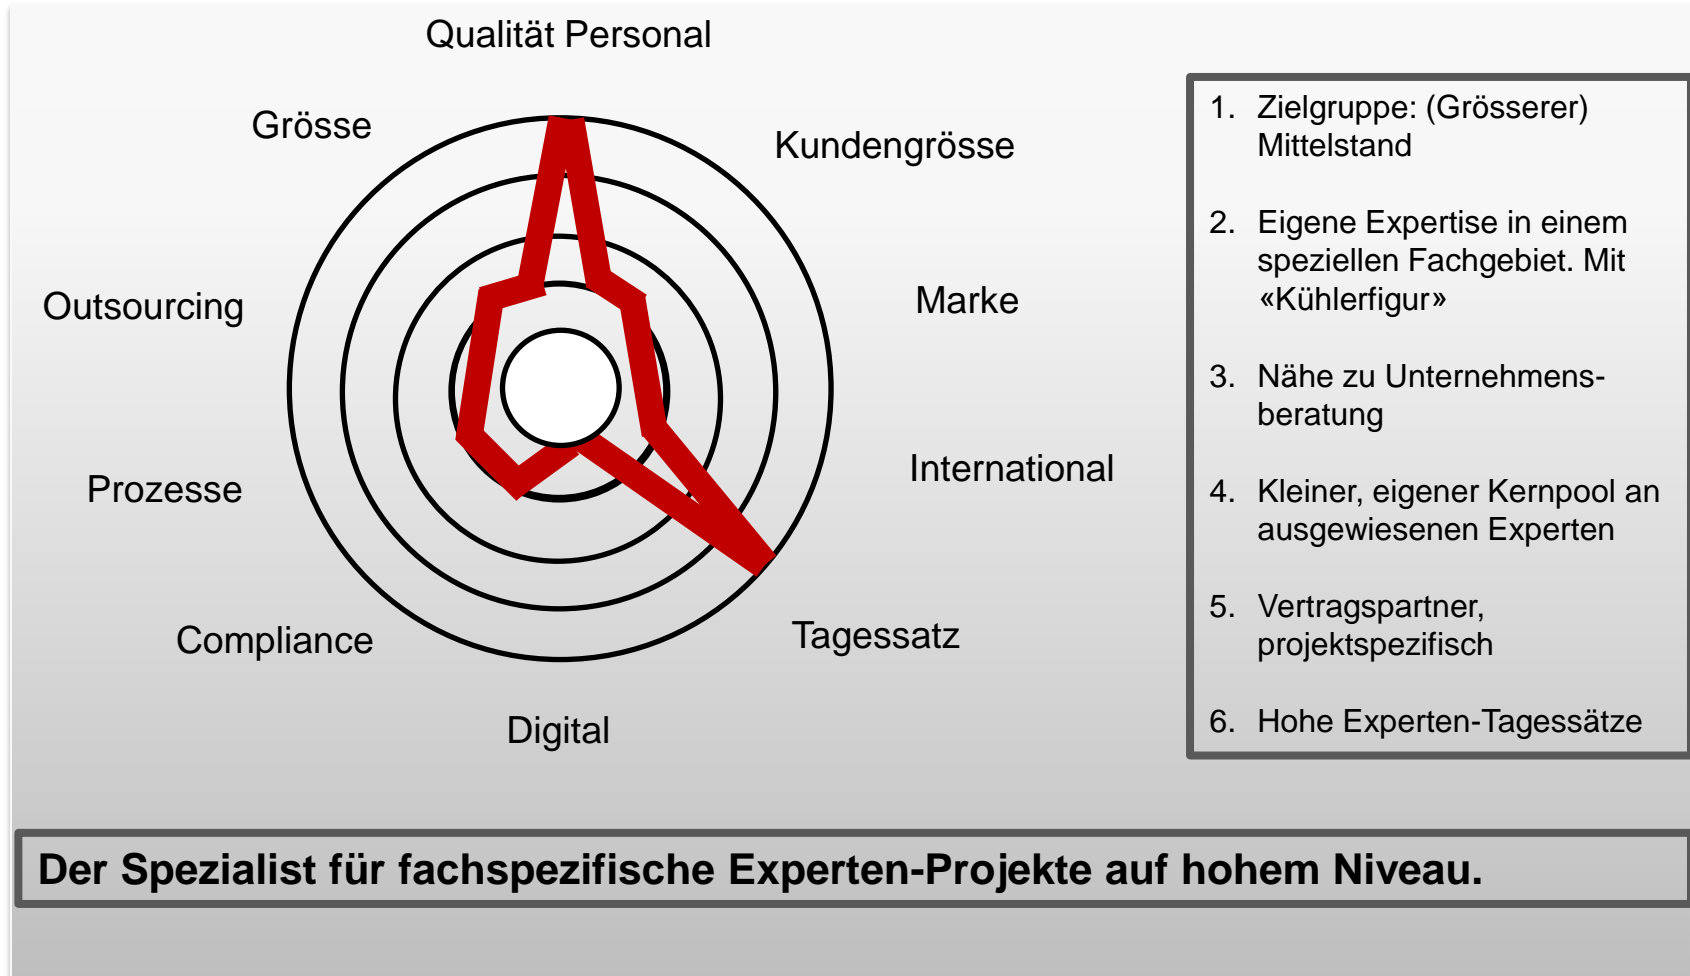 Qualität Personal
Grösse
Kundengrösse
Outsourcing
Marke
Prozesse
International
Compliance
Tagessatz
Digital
1. Zielgruppe: (Grösserer)
Mittelstand
2. Eigene Expertise in einem
speziellen Fachgebiet. Mit
«Kühlerfigur»
3. Nähe zu Unternehmens-
beratung
4. Kleiner, eigener Kernpool an
ausgewiesenen Experten
5. Vertragspartner,
projektspezifisch
6. Hohe Experten-Tagessätze
Der Spezialist für fachspezifische Experten-Projekte auf hohem Niveau.